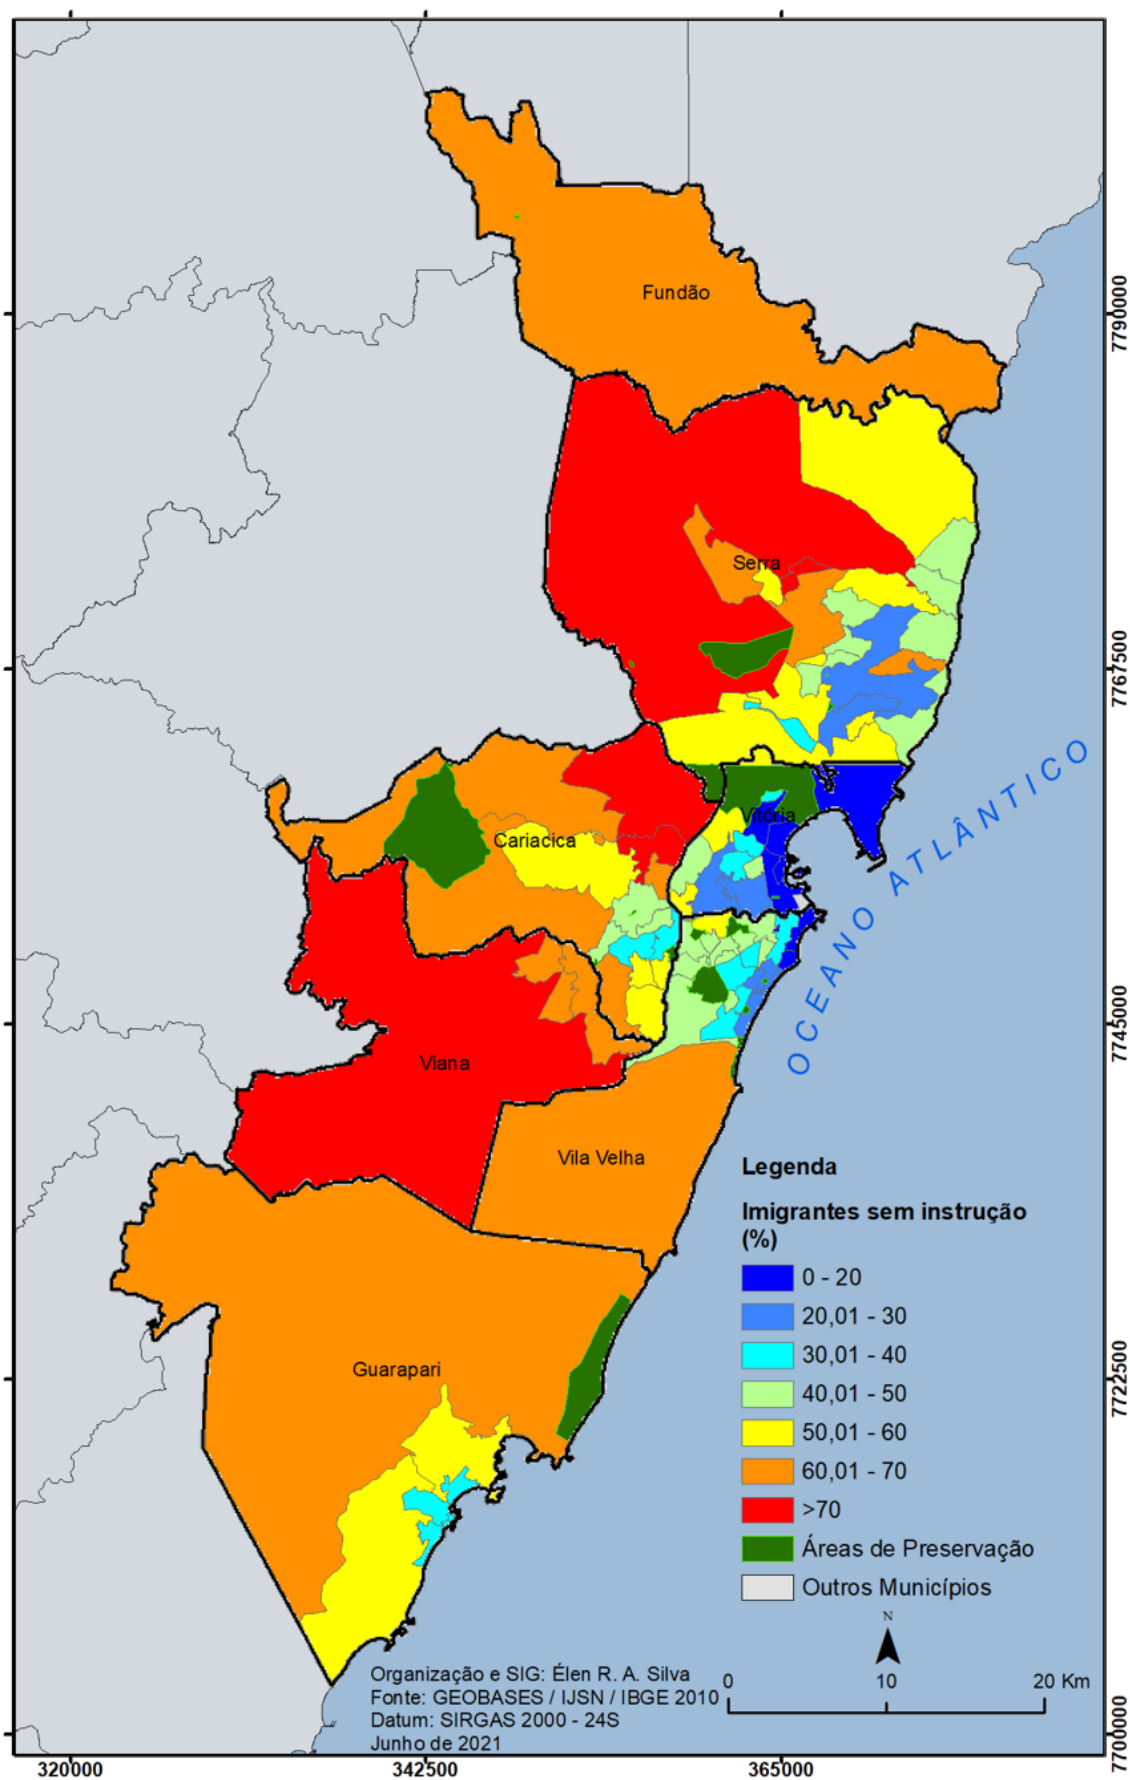 Fundão
7790000
Serra
7767500
Vitória
Cariacica
OCEANO ATLÂNTICO
7745000
Viana
Vila Velha
Legenda
Imigrantes sem instrução
(%)
0 - 20
20,01 - 30
30,01 - 40
40,01 - 50
50,01 - 60
60,01 - 70
>70
Áreas de Preservação
Outros Municípios
7722500
Guarapari
N
0 10 20 Km
Organização e SIG: Élen R. A. Silva
Fonte: GEOBASES / IJSN / IBGE 2010
Datum: SIRGAS 2000 - 24S
Junho de 2021
7700000
320000 342500 365000